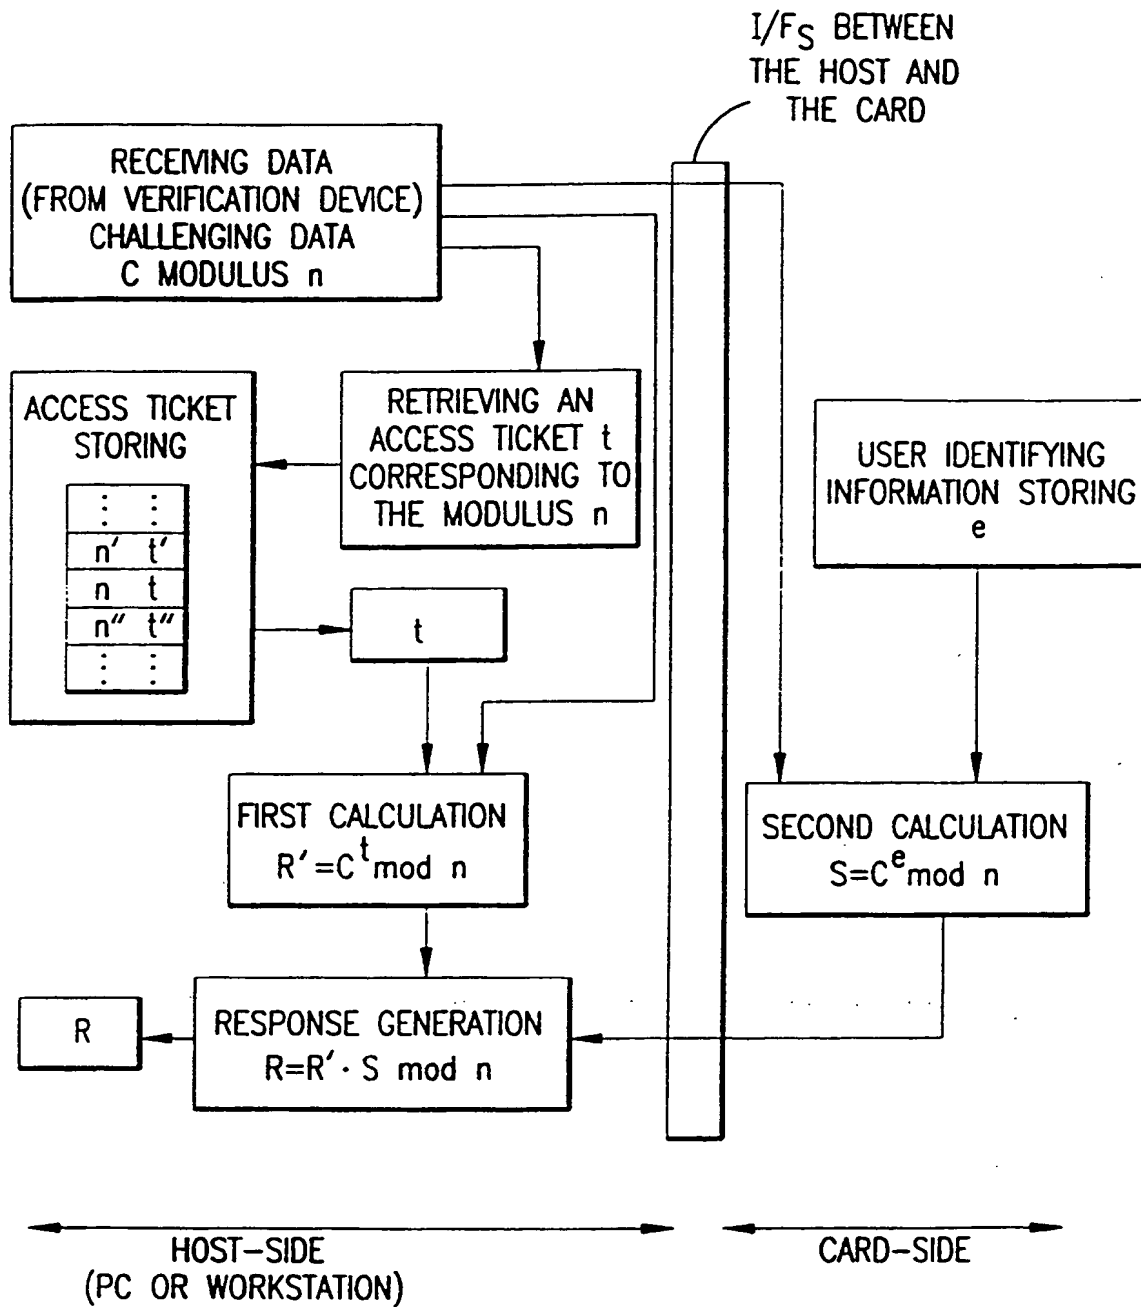 I/FS BETWEEN
THE HOST AND
THE CARD
RECEIVING DATA
(FROM VERIFICATION DEVICE)
CHALLENGING DATA
C MODULUS n
ACCESS TICKET
STORING
⋮ ⋮
n′ t′
n t
n″ t″
⋮ ⋮
RETRIEVING AN
ACCESS TICKET t
CORRESPONDING TO
THE MODULUS n
USER IDENTIFYING
INFORMATION STORING
e
t
FIRST CALCULATION
R′=C^t mod n
SECOND CALCULATION
S=C^e mod n
RESPONSE GENERATION
R=R′· S mod n
R
HOST-SIDE
(PC OR WORKSTATION)
CARD-SIDE